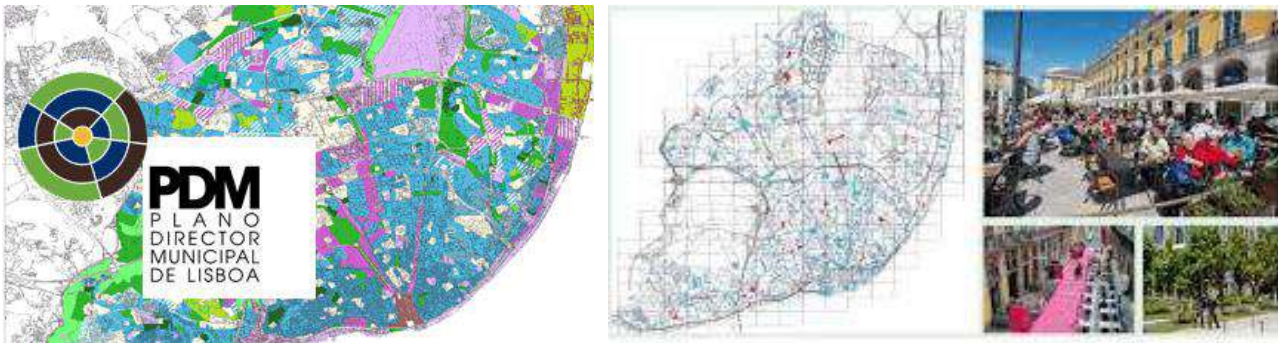 PDM
PLANO
DIRECTOR
MUNICIPAL
DE LISBOA